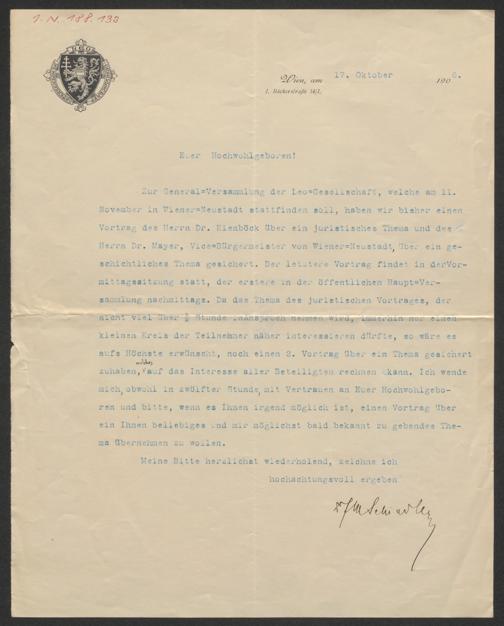 J. N. 188.133
Wien, am 17. Oktober 1906.
I. Bäckerstraße 14/I.
Euer Hochwohlgeboren!
Zur General=Versammlung der Leo=Gesellschaft, welche am 11.
November in Wiener=Neustadt stattfinden soll, haben wir bisher einen
Vortrag des Herrn Dr. Kienböck über ein juristisches Thema und des
Herrn Dr. Mayer, Vice=Bürgermeister von Wiener=Neustadt, über ein ge-
schichtliches Thema gesichert. Der letztere Vortrag findet in derVor-
mittagssitzung statt, der erstere in der öffentlichen Haupt=Ver-
sammlung nachmittags. Da das Thema des juristischen Vortrages, der
nicht viel über ½ Stunde inAnspruch nehmen wird, immerhin nur einen
kleinen Kreis der Teilnehmer näher interessieren dürfte, so wäre es
aufs Höchste erwünscht, noch einen 2. Vortrag über ein Thema gesichert
zuhaben, welches auf das Interesse aller Beteiligten rechnen kann. Ich wende
mich, obwohl in zwölfter Stunde, mit Vertrauen an Euer Hochwohlgebo-
ren und bitte, wenn es Ihnen irgend möglich ist, einen Vortrag über
ein Ihnen beliebiges und mir möglichst bald bekannt zu gebendes The-
ma übernehmen zu wollen.
Meine Bitte herzlichst wiederholend, zeichne ich
hochachtungsvoll ergeben
Dr F M Schindler